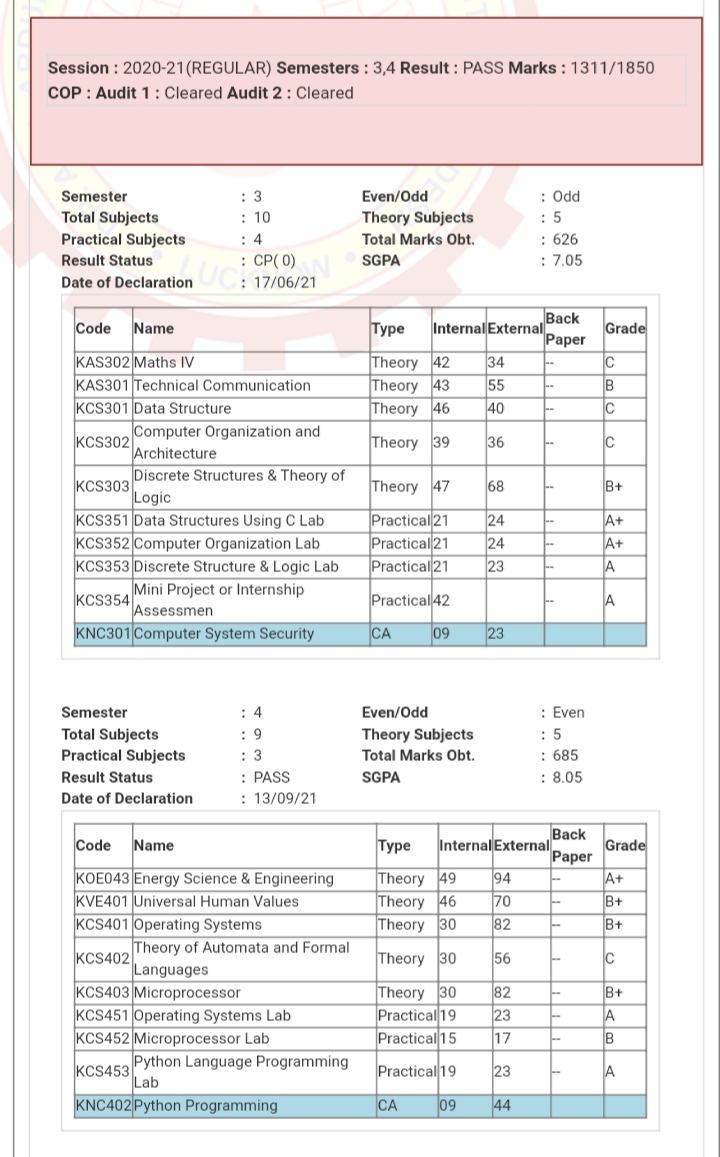 Session : 2020-21(REGULAR) Semesters : 3,4 Result : PASS Marks : 1311/1850
COP : Audit 1 : Cleared Audit 2 : Cleared
Semester : 3 Even/Odd : Odd
Total Subjects : 10 Theory Subjects : 5
Practical Subjects : 4 Total Marks Obt. : 626
Result Status : CP( 0) SGPA : 7.05
LUCKNOW
Date of Declaration : 17/06/21
Code Name Type Internal External Back Paper Grade
KAS302 Maths IV Theory 42 34 -- C
KAS301 Technical Communication Theory 43 55 -- B
KCS301 Data Structure Theory 46 40 -- C
KCS302 Computer Organization and Architecture Theory 39 36 -- C
KCS303 Discrete Structures & Theory of Logic Theory 47 68 -- B+
KCS351 Data Structures Using C Lab Practical 21 24 -- A+
KCS352 Computer Organization Lab Practical 21 24 -- A+
KCS353 Discrete Structure & Logic Lab Practical 21 23 -- A
KCS354 Mini Project or Internship Assessmen Practical 42 -- A
KNC301 Computer System Security CA 09 23
Semester : 4 Even/Odd : Even
Total Subjects : 9 Theory Subjects : 5
Practical Subjects : 3 Total Marks Obt. : 685
Result Status : PASS SGPA : 8.05
Date of Declaration : 13/09/21
Code Name Type Internal External Back Paper Grade
KOE043 Energy Science & Engineering Theory 49 94 -- A+
KVE401 Universal Human Values Theory 46 70 -- B+
KCS401 Operating Systems Theory 30 82 -- B+
KCS402 Theory of Automata and Formal Languages Theory 30 56 -- C
KCS403 Microprocessor Theory 30 82 -- B+
KCS451 Operating Systems Lab Practical 19 23 -- A
KCS452 Microprocessor Lab Practical 15 17 -- B
KCS453 Python Language Programming Lab Practical 19 23 -- A
KNC402 Python Programming CA 09 44